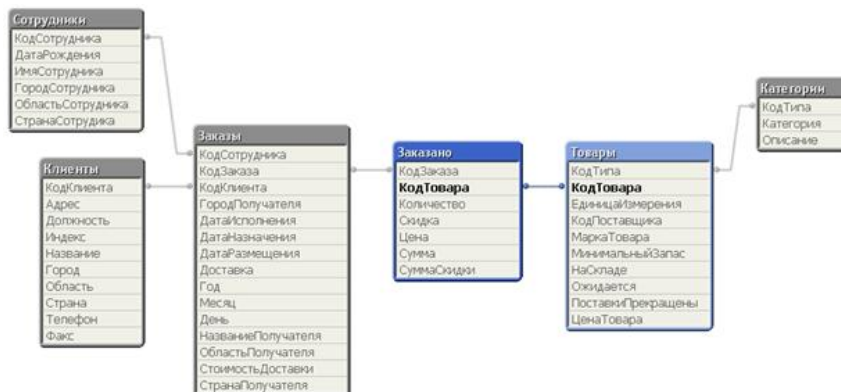 Сотрудники
КодСотрудника
ДатаРождения
ИмяСотрудника
ГородСотрудника
ОбластьСотрудника
СтранаСотрудика
Клиенты
КодКлиента
Адрес
Должность
Индекс
Название
Город
Область
Страна
Телефон
Факс
Заказы
КодСотрудника
КодЗаказа
КодКлиента
ГородПолучателя
ДатаИсполнения
ДатаНазначения
ДатаРазмещения
Доставка
Год
Месяц
День
НазваниеПолучателя
ОбластьПолучателя
СтоимостьДоставки
СтранаПолучателя
Заказано
КодЗаказа
КодТовара
Количество
Скидка
Цена
Сумма
СуммаСкидки
Товары
КодТипа
КодТовара
ЕдиницаИзмерения
КодПоставщика
МаркаТовара
МинимальныйЗапас
НаСкладе
Ожидается
ПоставкиПрекращены
ЦенаТовара
Категории
КодТипа
Категория
Описание